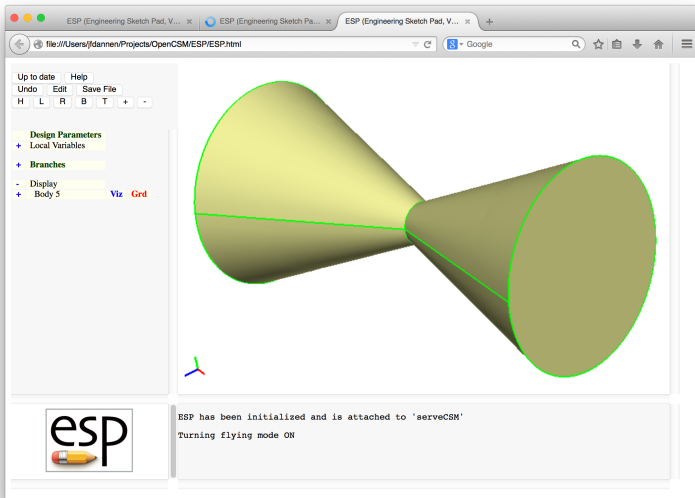 ESP (Engineering Sketch Pad, V...
ESP (Engineering Sketch Pa...
ESP (Engineering Sketch Pad, V...
file:///Users/jfdannen/Projects/OpenCSM/ESP/ESP.html
Google
Up to date Help
Undo Edit Save File
H L R B T + -
Design Parameters
+ Local Variables
+ Branches
- Display
+ Body 5 Viz Grd
esp
ESP has been initialized and is attached to 'serveCSM'
Turning flying mode ON